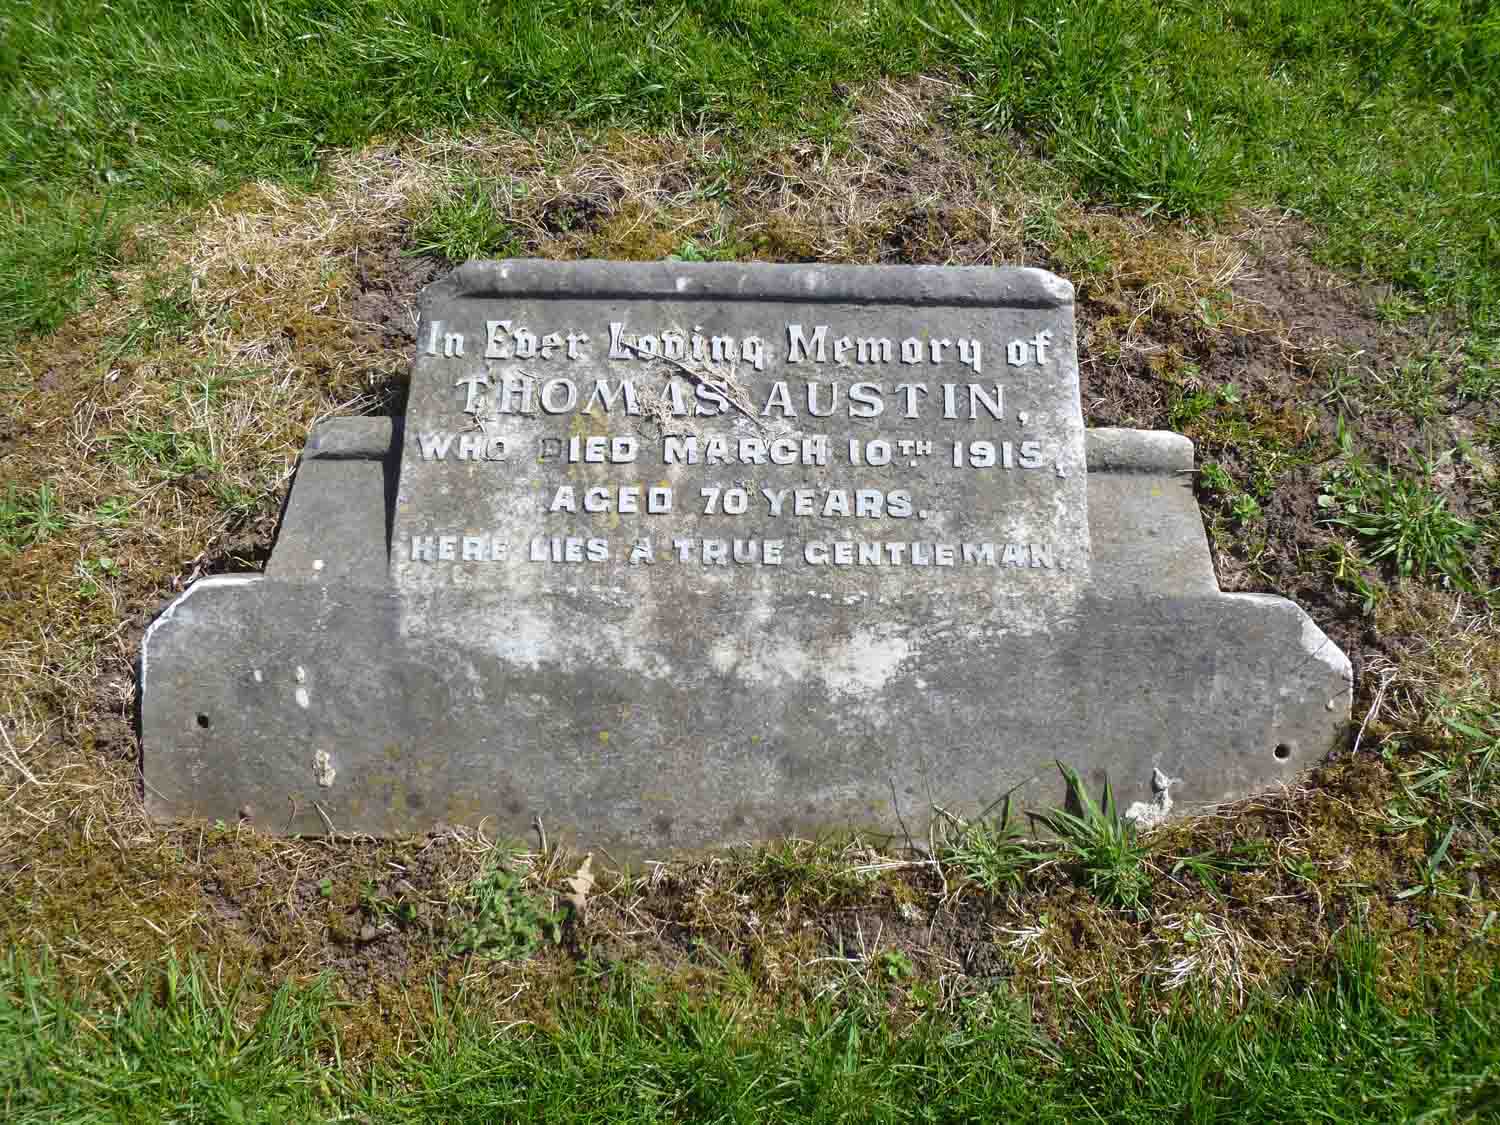 In Ever Loving Memory of
THOMAS AUSTIN,
WHO DIED MARCH 10TH 1915,
AGED 70 YEARS.
HERE LIES A TRUE GENTLEMAN.